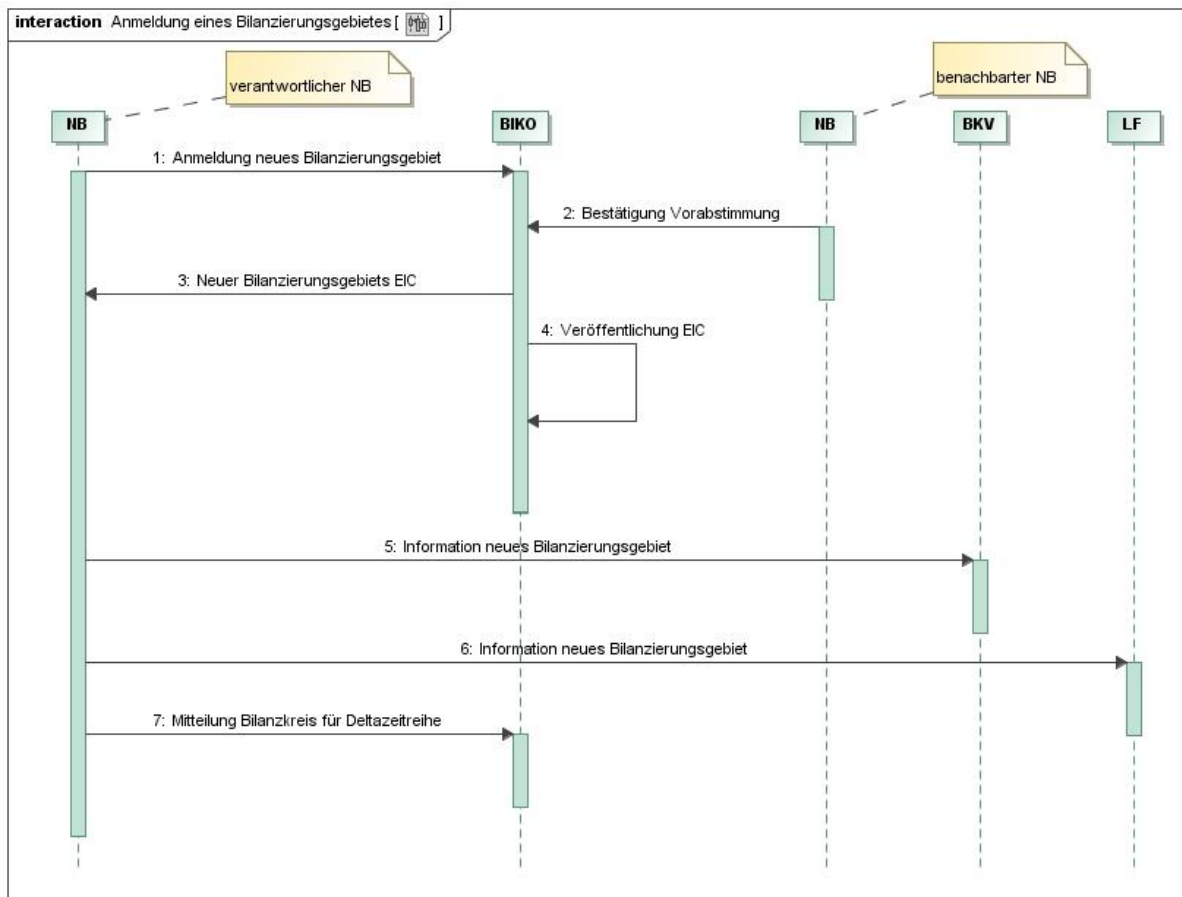 interaction Anmeldung eines Bilanzierungsgebietes [ ]
verantwortlicher NB
benachbarter NB
NB
BIKO
NB
BKV
LF
1: Anmeldung neues Bilanzierungsgebiet
2: Bestätigung Vorabstimmung
3: Neuer Bilanzierungsgebiets EIC
4: Veröffentlichung EIC
5: Information neues Bilanzierungsgebiet
6: Information neues Bilanzierungsgebiet
7: Mitteilung Bilanzkreis für Deltazeitreihe